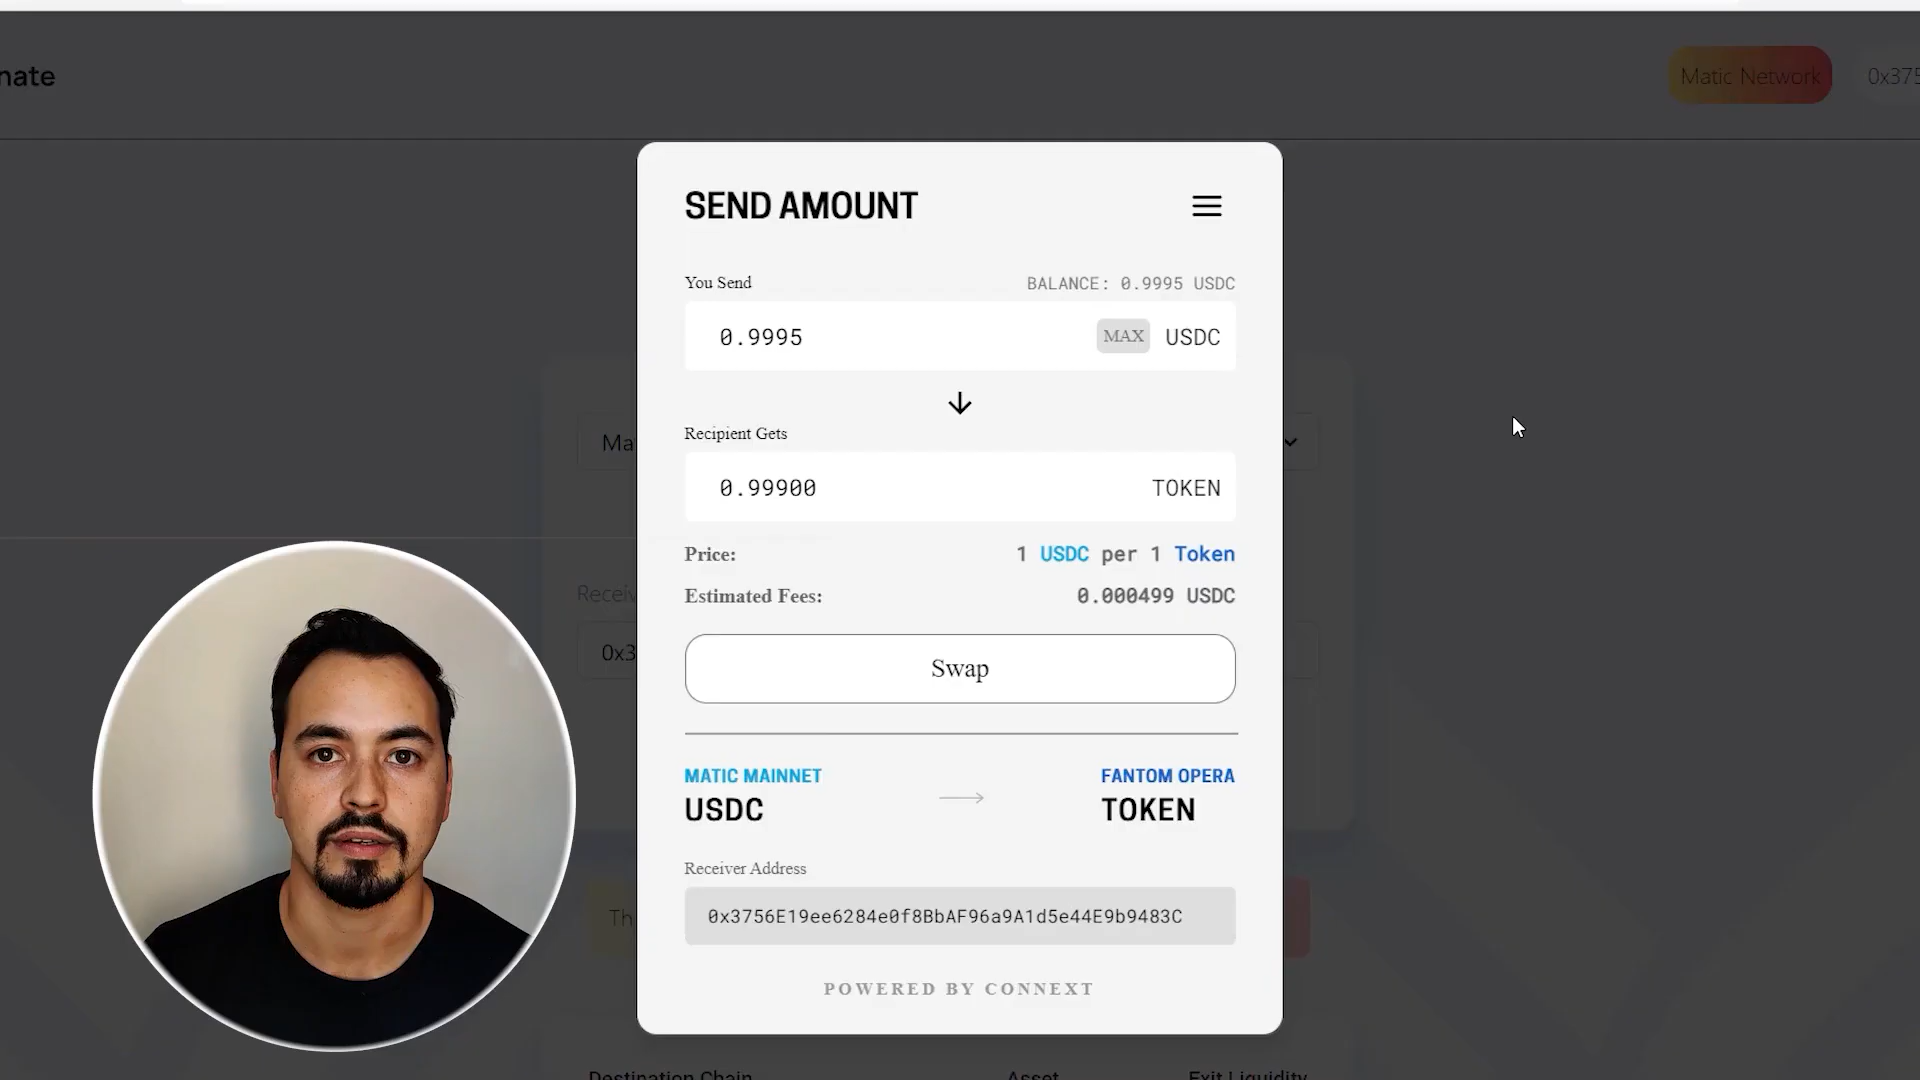 nate
Matic Network
0x375
SEND AMOUNT
You Send
BALANCE: 0.9995 USDC
0.9995
MAX
USDC
Ma
Recipient Gets
0.99900
TOKEN
Price:
1 USDC per 1 Token
Receiv
Estimated Fees:
0.000499 USDC
0x3
Swap
MATIC MAINNET
FANTOM OPERA
USDC
TOKEN
Receiver Address
Th
0x3756E19ee6284e0f8BbAF96a9A1d5e44E9b9483C
POWERED BY CONNEXT
Destination Chain
Asset
Exit Liquidity